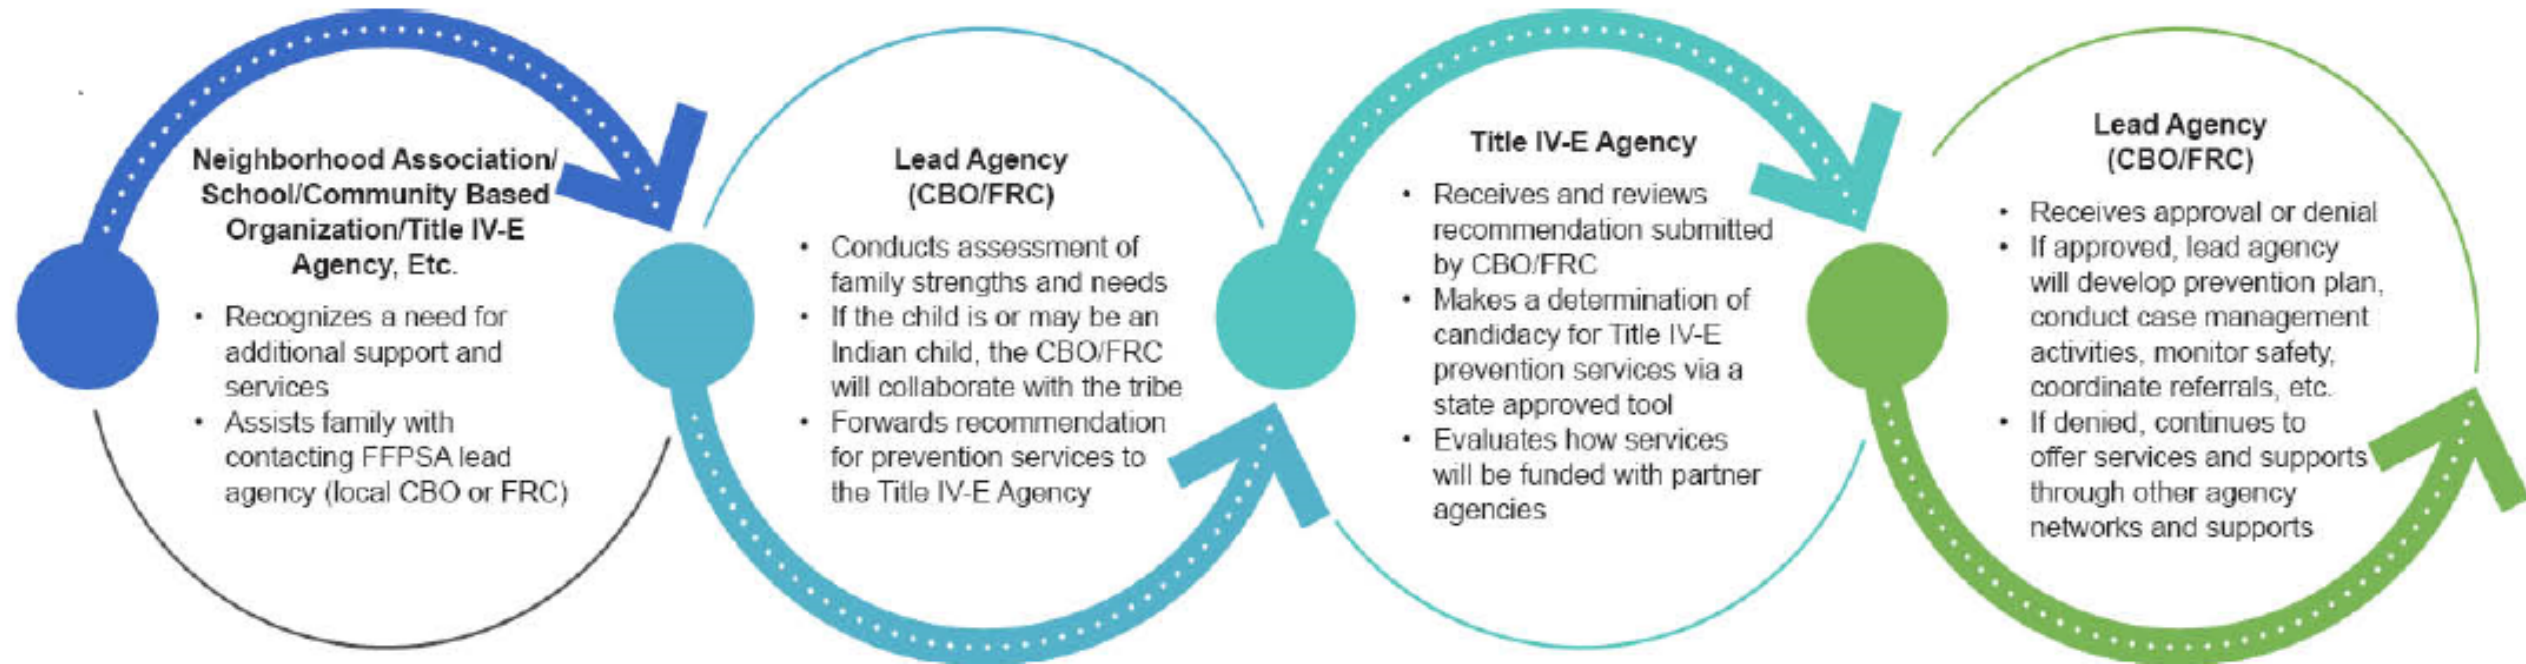 Neighborhood Association/
School/Community Based
Organization/Title IV-E
Agency, Etc.
• Recognizes a need for
additional support and
services
• Assists family with
contacting FFPSA lead
agency (local CBO or FRC)
Lead Agency
(CBO/FRC)
• Conducts assessment of
family strengths and needs
• If the child is or may be an
Indian child, the CBO/FRC
will collaborate with the tribe
• Forwards recommendation
for prevention services to
the Title IV-E Agency
Title IV-E Agency
• Receives and reviews
recommendation submitted
by CBO/FRC
• Makes a determination of
candidacy for Title IV-E
prevention services via a
state approved tool
• Evaluates how services
will be funded with partner
agencies
Lead Agency
(CBO/FRC)
• Receives approval or denial
• If approved, lead agency
will develop prevention plan,
conduct case management
activities, monitor safety,
coordinate referrals, etc.
• If denied, continues to
offer services and supports
through other agency
networks and supports